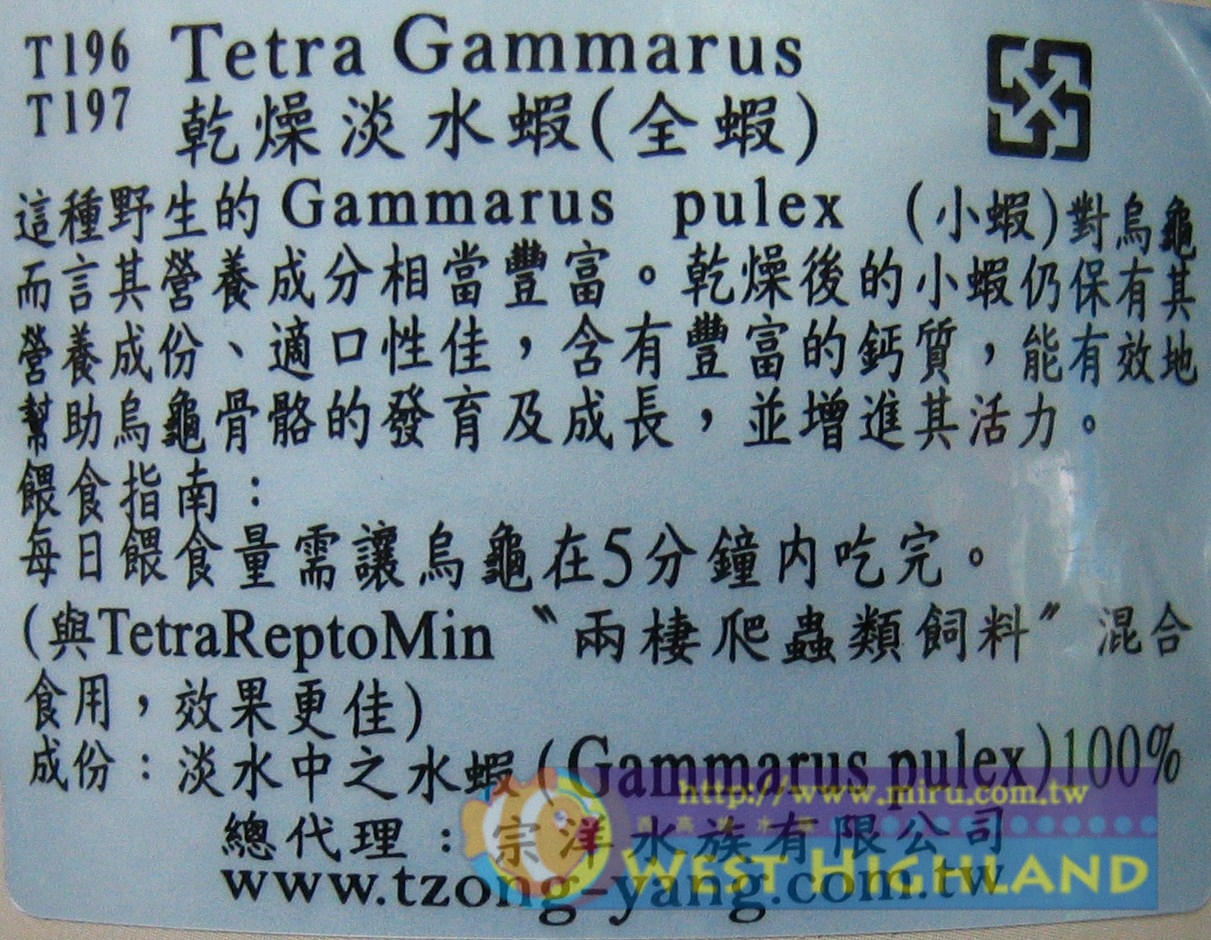 T196 Tetra Gammarus
T197 乾燥淡水蝦(全蝦)
這種野生的Gammarus pulex (小蝦)對烏龜
而言其營養成分相當豐富。乾燥後的小蝦仍保有其
營養成份、適口性佳，含有豐富的鈣質，能有效地
幫助烏龜骨骼的發育及成長，並增進其活力。
餵食指南：
每日餵食量需讓烏龜在5分鐘內吃完。
(與TetraReptoMin〝兩棲爬蟲類飼料〞混合
食用，效果更佳)
成份：淡水中之水蝦(Gammarus pulex)100%
http://www.miru.com.tw
總代理：宗洋水族有限公司
WEST HIGHLAND
www.tzong-yang.com.tw